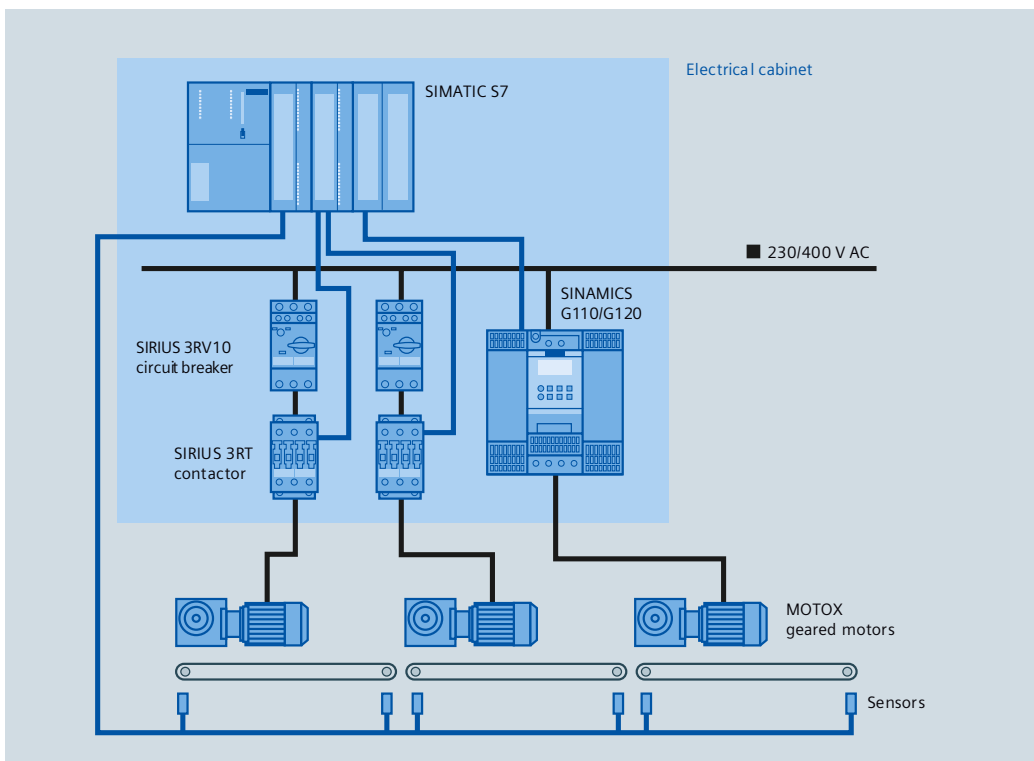 Electrical cabinet
SIMATIC S7
■ 230/400 V AC
SINAMICS
G110/G120
SIRIUS 3RV10
circuit breaker
SIRIUS 3RT
contactor
MOTOX
geared motors
Sensors